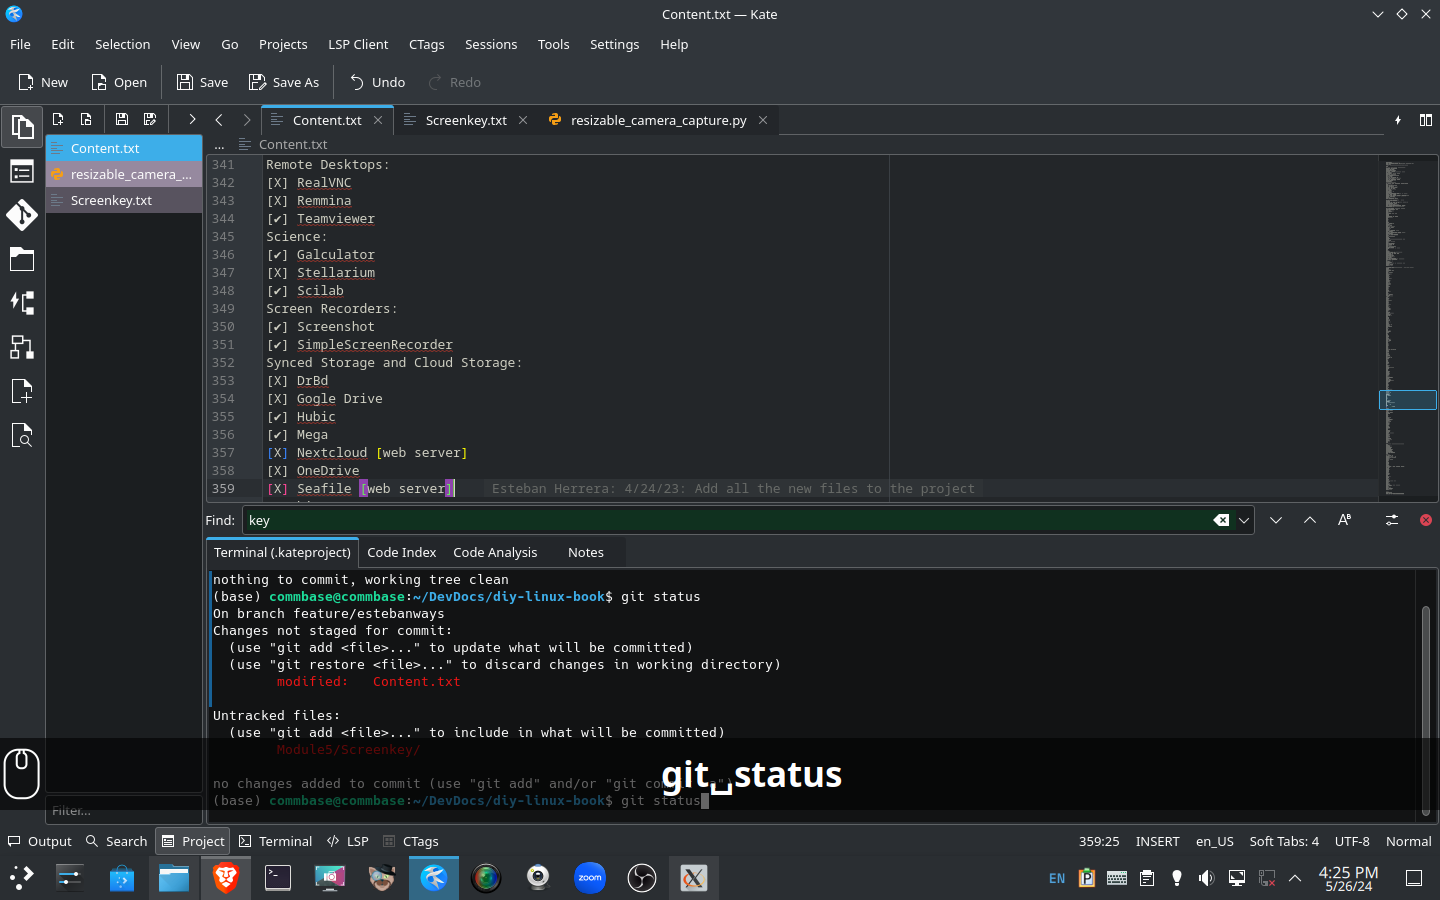 Content.txt — Kate
File Edit Selection View Go Projects LSP Client CTags Sessions Tools Settings Help
New Open Save Save As Undo Redo
Content.txt Screenkey.txt resizable_camera_capture.py
... Content.txt
Content.txt
resizable_camera_...
Screenkey.txt
341 Remote Desktops:
342 [X] RealVNC
343 [X] Remmina
344 [✔] Teamviewer
345 Science:
346 [✔] Galculator
347 [X] Stellarium
348 [✔] Scilab
349 Screen Recorders:
350 [✔] Screenshot
351 [✔] SimpleScreenRecorder
352 Synced Storage and Cloud Storage:
353 [X] DrBd
354 [X] Gogle Drive
355 [✔] Hubic
356 [✔] Mega
357 [X] Nextcloud [web server]
358 [X] OneDrive
359 [X] Seafile [web server] Esteban Herrera: 4/24/23: Add all the new files to the project
Find: key
Terminal (.kateproject) Code Index Code Analysis Notes
nothing to commit, working tree clean
(base) commbase@commbase:~/DevDocs/diy-linux-book$ git status
On branch feature/estebanways
Changes not staged for commit:
(use "git add <file>..." to update what will be committed)
(use "git restore <file>..." to discard changes in working directory)
modified: Content.txt
Untracked files:
(use "git add <file>..." to include in what will be committed)
Module5/Screenkey/
no changes added to commit (use "git add" and/or "git
(base) commbase@commbase:~/DevDocs/diy-linux-book$ git status
git␣status
Filter...
Output Search Project Terminal LSP CTags 359:25 INSERT en_US Soft Tabs: 4 UTF-8 Normal
zoom
EN
4:25 PM
5/26/24